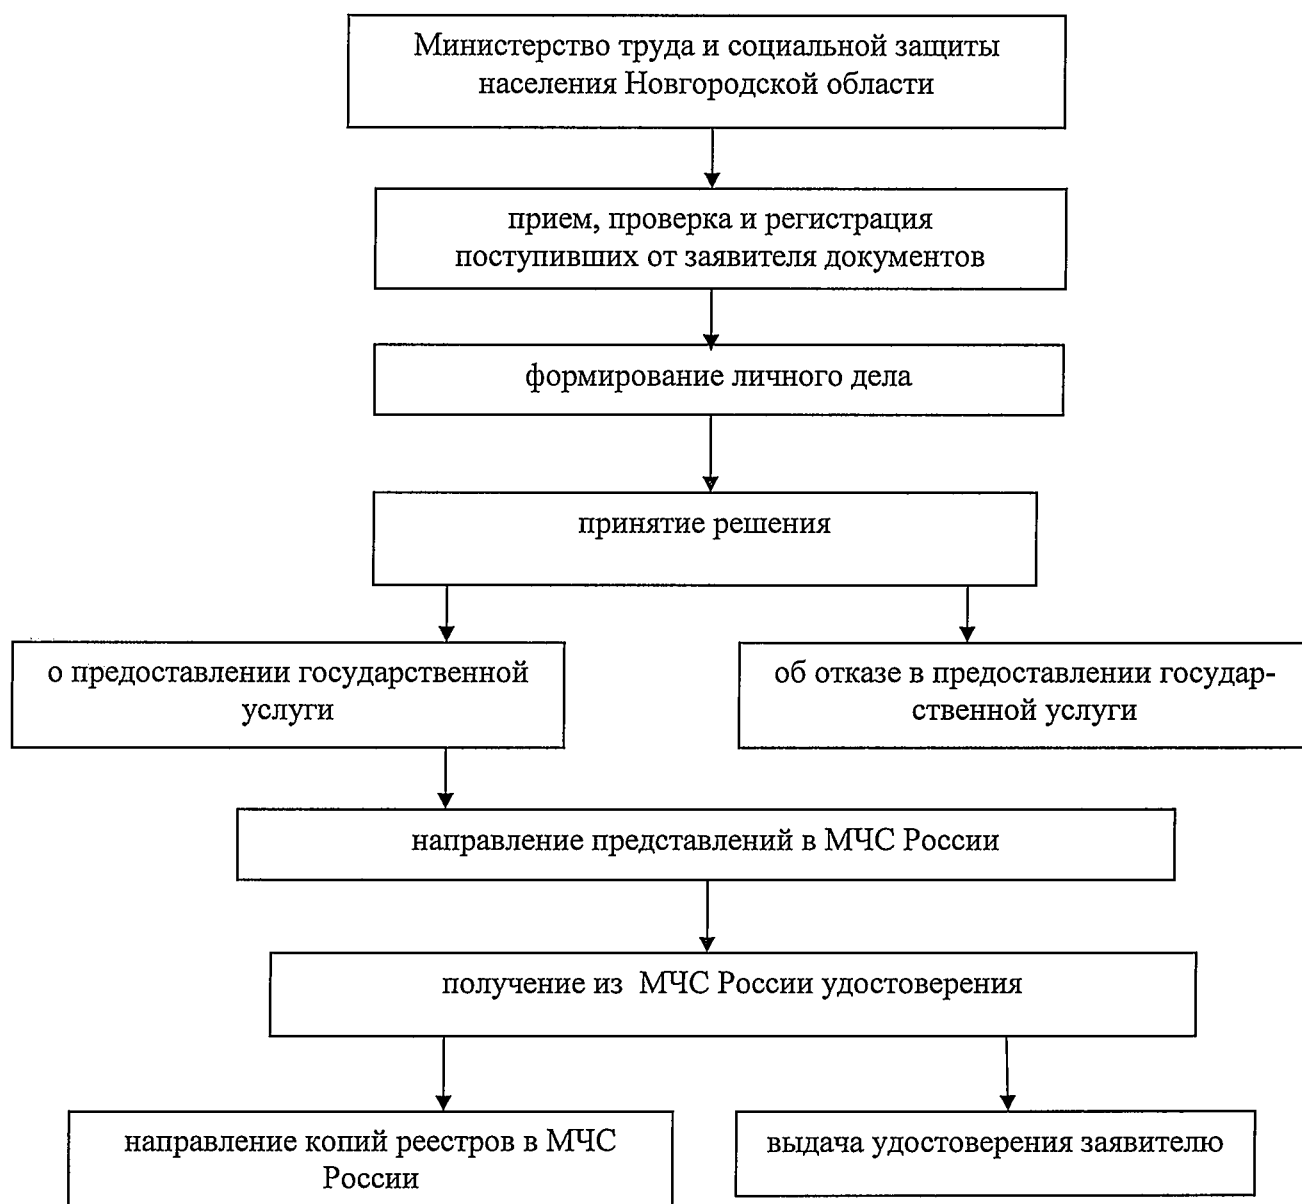 Министерство труда и социальной защиты
населения Новгородской области
прием, проверка и регистрация
поступивших от заявителя документов
формирование личного дела
принятие решения
о предоставлении государственной
услуги
об отказе в предоставлении государ-
ственной услуги
направление представлений в МЧС России
получение из МЧС России удостоверения
направление копий реестров в МЧС
России
выдача удостоверения заявителю